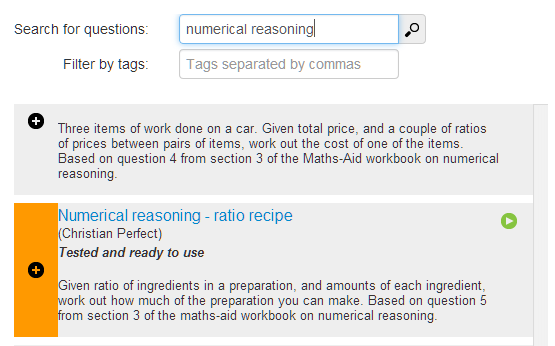 Search for questions: numerical reasoning
Filter by tags: Tags separated by commas
Three items of work done on a car. Given total price, and a couple of ratios
of prices between pairs of items, work out the cost of one of the items.
Based on question 4 from section 3 of the Maths-Aid workbook on numerical
reasoning.
Numerical reasoning - ratio recipe
(Christian Perfect)
Tested and ready to use
Given ratio of ingredients in a preparation, and amounts of each ingredient,
work out how much of the preparation you can make. Based on question 5
from section 3 of the maths-aid workbook on numerical reasoning.